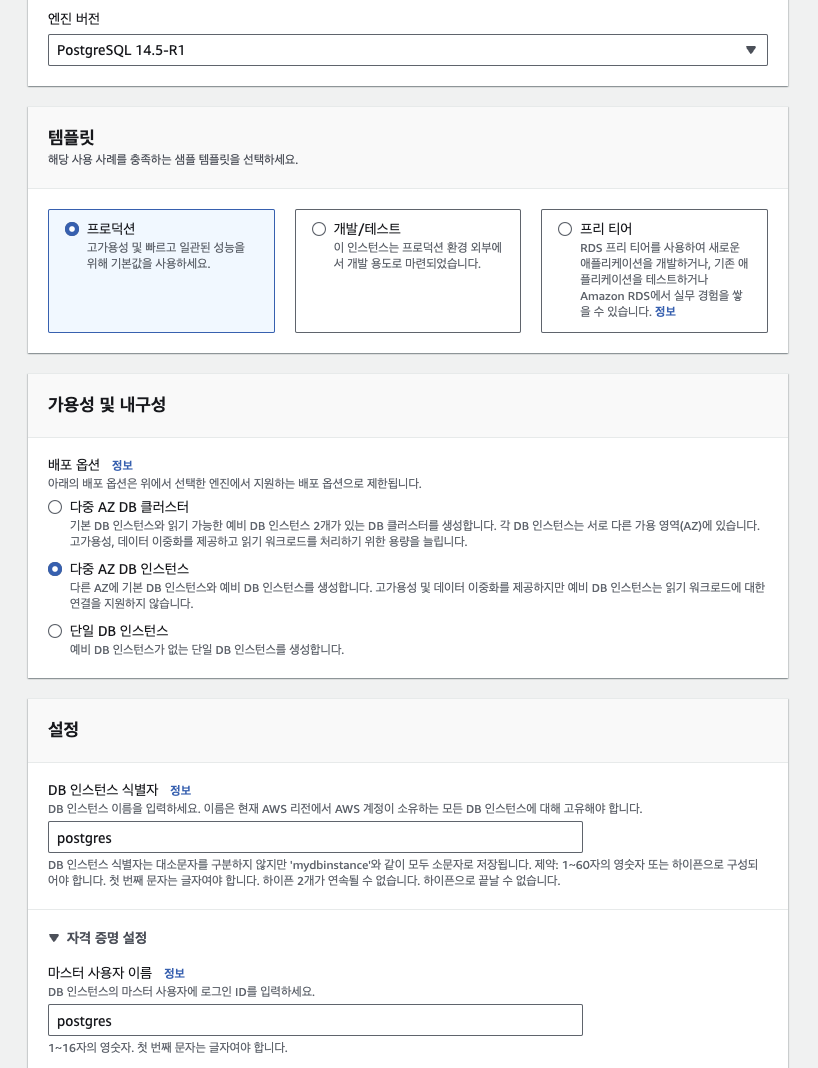 엔진 버전
PostgreSQL 14.5-R1
템플릿
해당 사용 사례를 충족하는 샘플 템플릿을 선택하세요.
프로덕션
고가용성 및 빠르고 일관된 성능을
위해 기본값을 사용하세요.
개발/테스트
이 인스턴스는 프로덕션 환경 외부에
서 개발 용도로 마련되었습니다.
프리 티어
RDS 프리 티어를 사용하여 새로운
애플리케이션을 개발하거나, 기존 애
플리케이션을 테스트하거나
Amazon RDS에서 실무 경험을 쌓
을 수 있습니다. 정보
가용성 및 내구성
배포 옵션 정보
아래의 배포 옵션은 위에서 선택한 엔진에서 지원하는 배포 옵션으로 제한됩니다.
다중 AZ DB 클러스터
기본 DB 인스턴스와 읽기 가능한 예비 DB 인스턴스 2개가 있는 DB 클러스터를 생성합니다. 각 DB 인스턴스는 서로 다른 가용 영역(AZ)에 있습니다.
고가용성, 데이터 이중화를 제공하고 읽기 워크로드를 처리하기 위한 용량을 늘립니다.
다중 AZ DB 인스턴스
다른 AZ에 기본 DB 인스턴스와 예비 DB 인스턴스를 생성합니다. 고가용성 및 데이터 이중화를 제공하지만 예비 DB 인스턴스는 읽기 워크로드에 대한
연결을 지원하지 않습니다.
단일 DB 인스턴스
예비 DB 인스턴스가 없는 단일 DB 인스턴스를 생성합니다.
설정
DB 인스턴스 식별자 정보
DB 인스턴스 이름을 입력하세요. 이름은 현재 AWS 리전에서 AWS 계정이 소유하는 모든 DB 인스턴스에 대해 고유해야 합니다.
postgres
DB 인스턴스 식별자는 대소문자를 구분하지 않지만 'mydbinstance'와 같이 모두 소문자로 저장됩니다. 제약: 1~60자의 영숫자 또는 하이픈으로 구성되
어야 합니다. 첫 번째 문자는 글자여야 합니다. 하이픈 2개가 연속될 수 없습니다. 하이픈으로 끝날 수 없습니다.
▼ 자격 증명 설정
마스터 사용자 이름 정보
DB 인스턴스의 마스터 사용자에 로그인 ID를 입력하세요.
postgres
1~16자의 영숫자. 첫 번째 문자는 글자여야 합니다.